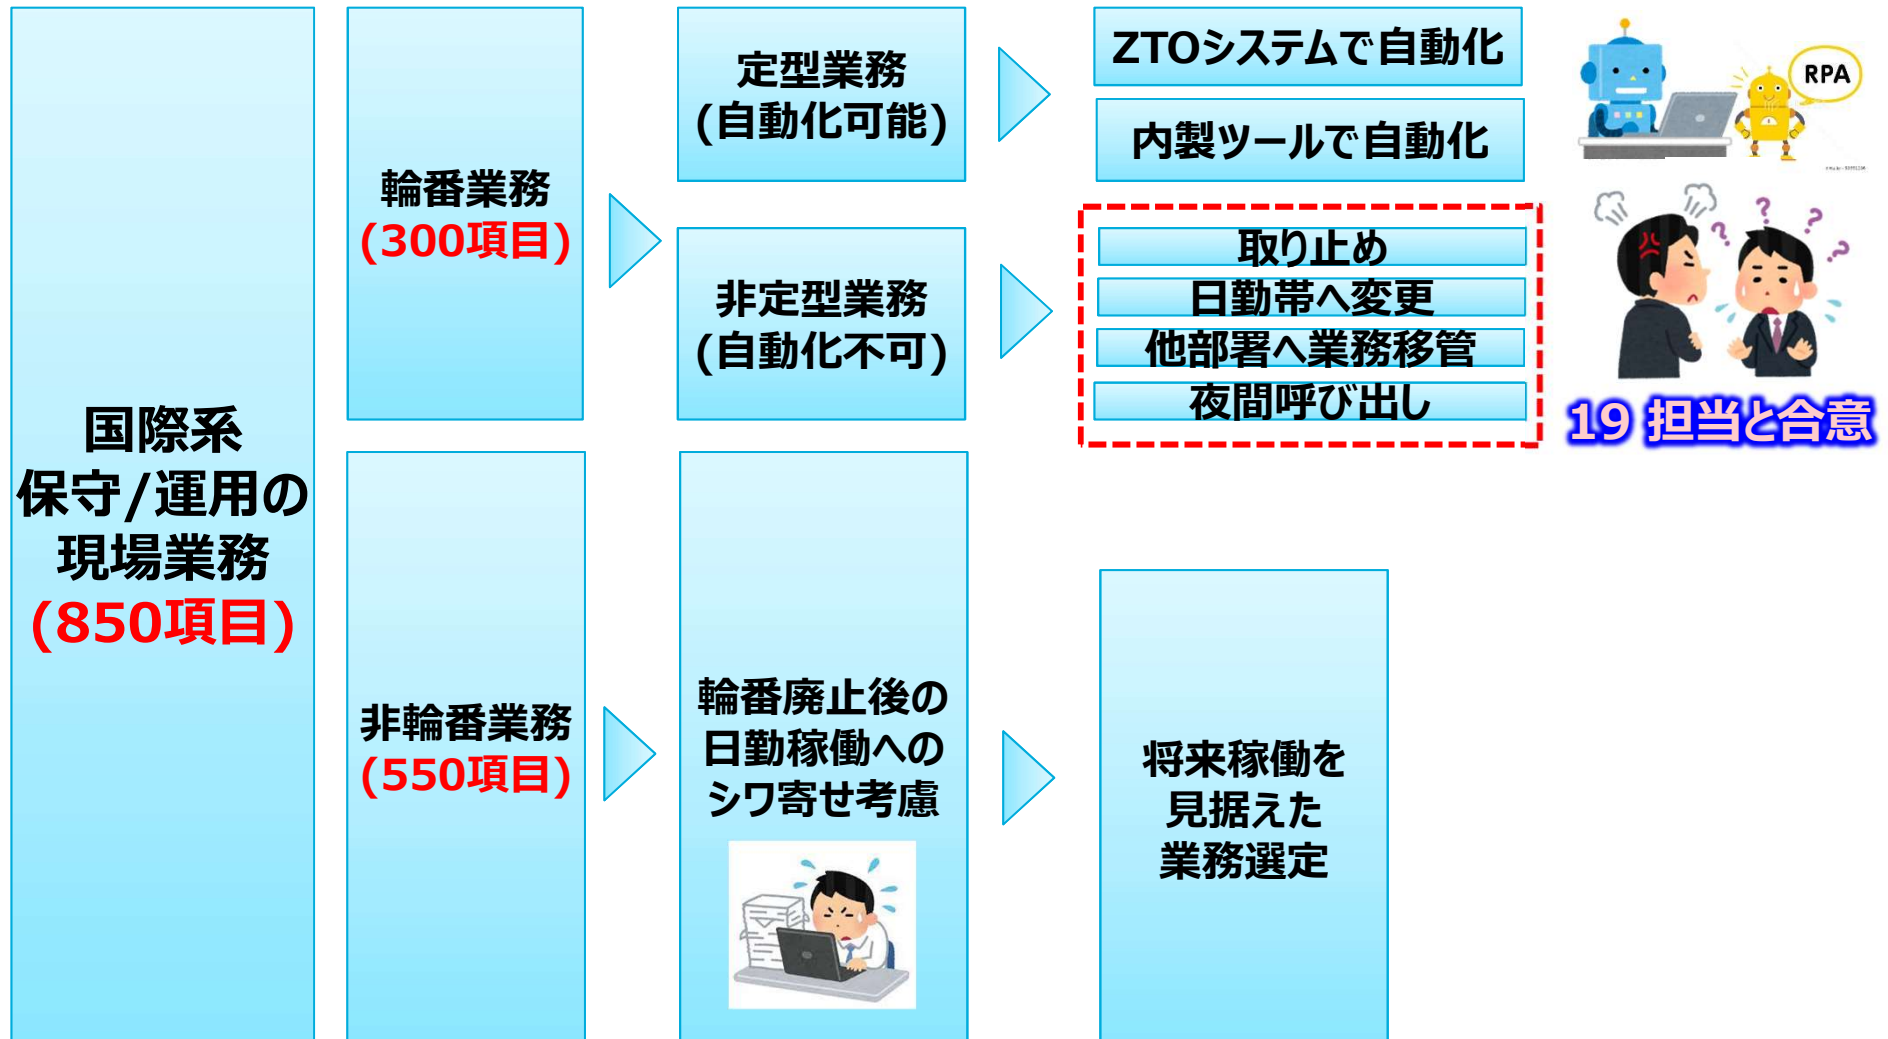 国際系
保守/運用の
現場業務
(850項目)
輪番業務
(300項目)
定型業務
(自動化可能)
ZTOシステムで自動化
内製ツールで自動化
RPA
非定型業務
(自動化不可)
取り止め
日勤帯へ変更
他部署へ業務移管
夜間呼び出し
19 担当と合意
非輪番業務
(550項目)
輪番廃止後の
日勤稼働への
シワ寄せ考慮
将来稼働を
見据えた
業務選定